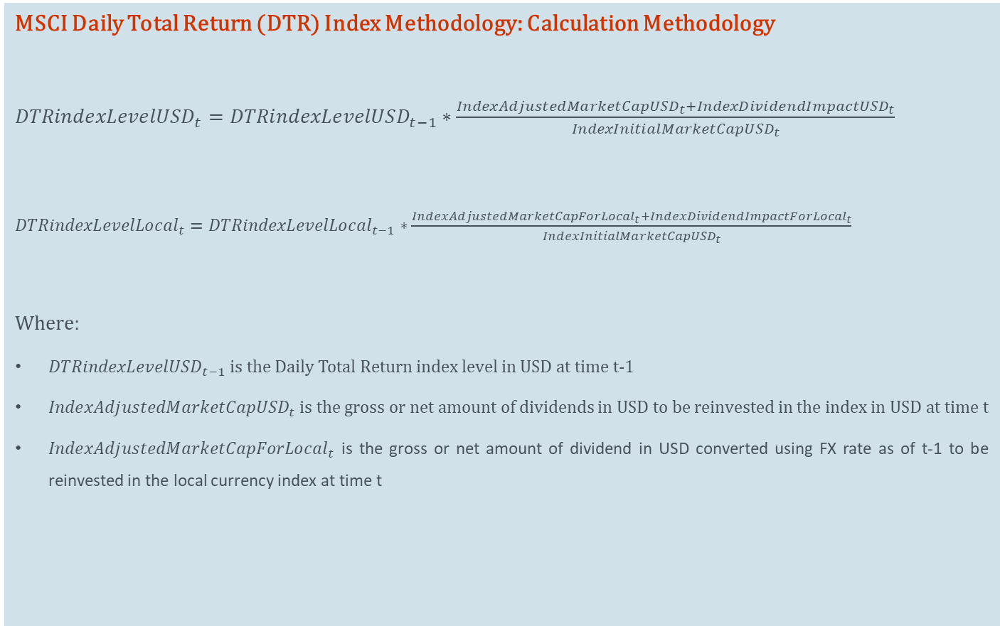 MSCI Daily Total Return (DTR) Index Methodology: Calculation Methodology
DTRindexLevelUSD_t = DTRindexLevelUSD_{t−1} * \frac{IndexAdjustedMarketCapUSD_t+IndexDividendImpactUSD_t}{IndexInitialMarketCapUSD_t}
DTRindexLevelLocal_t = DTRindexLevelLocal_{t−1} * \frac{IndexAdjustedMarketCapForLocal_t+IndexDividendImpactForLocal_t}{IndexInitialMarketCapUSD_t}
Where:
• DTRindexLevelUSD_{t−1} is the Daily Total Return index level in USD at time t-1
• IndexAdjustedMarketCapUSD_t is the gross or net amount of dividends in USD to be reinvested in the index in USD at time t
• IndexAdjustedMarketCapForLocal_t is the gross or net amount of dividend in USD converted using FX rate as of t-1 to be
reinvested in the local currency index at time t